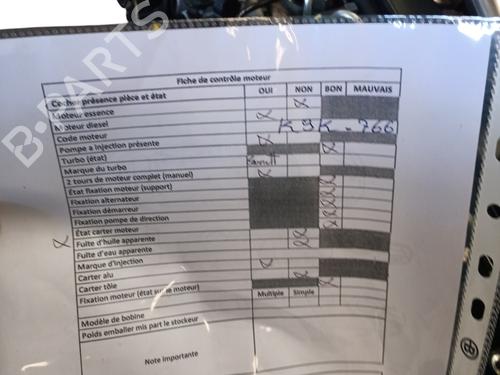 Fiche de contrôle moteur
Cocher présence pièce et état OUI NON BON MAUVAIS
Moteur essence x
Moteur diesel x
Code moteur K9K-766
Pompe a injection présente x
Turbo (état) x
Marque du turbo Garrett
2 tours de moteur complet (manuel) x
État fixation moteur (support) x
Fixation alternateur x
Fixation démarreur x
Fixation pompe de direction x
État carter moteur x
Fuite d'huile apparente x
Fuite d'eau apparente x
Marque d'injection
Carter alu x
Carter tôle x
Fixation moteur (état sur le moteur) Multiple Simple
Modèle de bobine
Poids emballer mis part le stockeur
Note importante
B-PARTS